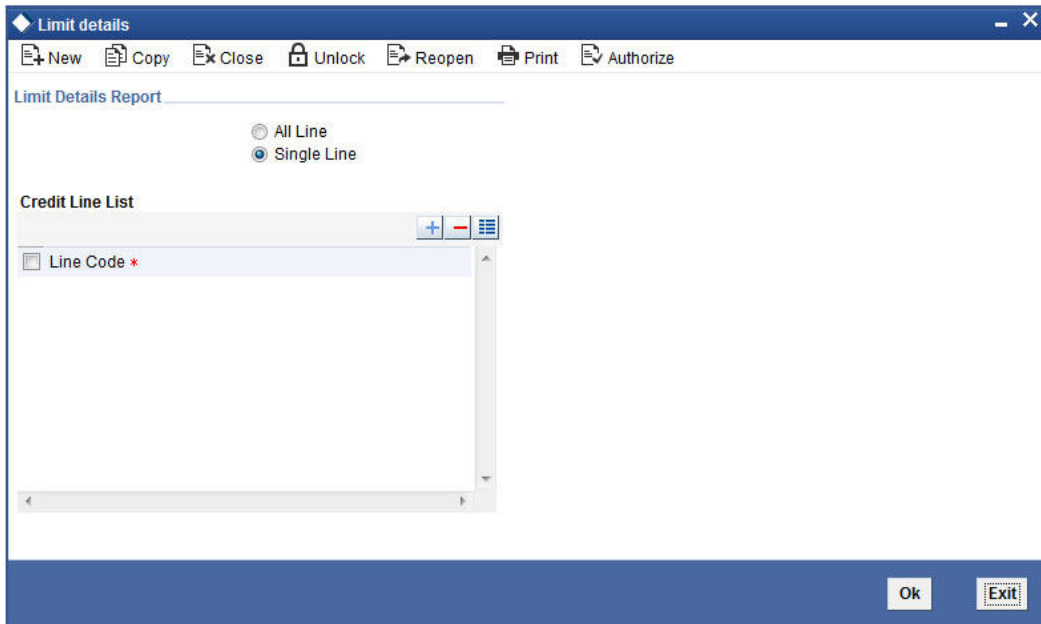 Limit details
New Copy Close Unlock Reopen Print Authorize
Limit Details Report
All Line
Single Line
Credit Line List
Line Code *
Ok Exit